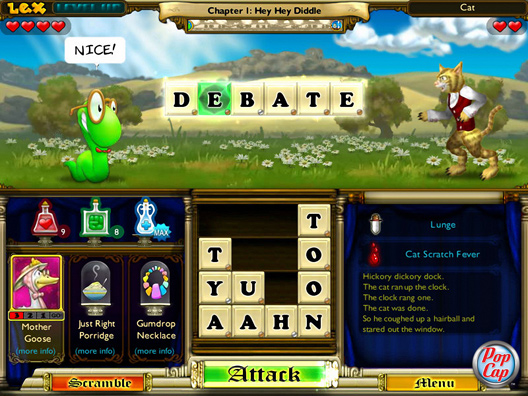 Lex LEVEL UP Chapter 1: Hey Hey Diddle Cat
NICE!
DEBATE
9 8 MAX
T
T O
Y U O
A A H N
Mother Goose
(more info)
Just Right Porridge
(more info)
Gumdrop Necklace
(more info)
Lunge
Cat Scratch Fever
Hickory dickory dock.
The cat ran up the clock.
The clock rang one.
The cat was done.
So he coughed up a hairball and
stared out the window.
Pop
Cap
Scramble
Attack
Menu